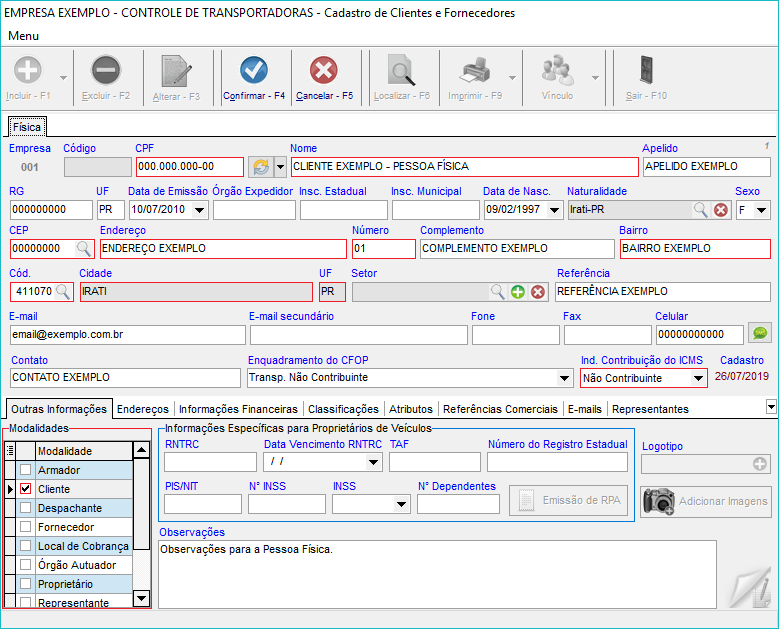 EMPRESA EXEMPLO - CONTROLE DE TRANSPORTADORAS - Cadastro de Clientes e Fornecedores
Menu
Incluir - F1 Excluir - F2 Alterar - F3 Confirmar - F4 Cancelar - F5 Localizar - F6 Imprimir - F9 Vínculo Sair - F10
Física
Empresa Código CPF Nome Apelido 1
001 000.000.000-00 CLIENTE EXEMPLO - PESSOA FÍSICA APELIDO EXEMPLO
RG UF Data de Emissão Órgão Expedidor Insc. Estadual Insc. Municipal Data de Nasc. Naturalidade Sexo
000000000 PR 10/07/2010 09/02/1997 Irati-PR F
CEP Endereço Número Complemento Bairro
00000000 ENDEREÇO EXEMPLO 01 COMPLEMENTO EXEMPLO BAIRRO EXEMPLO
Cód. Cidade UF Setor Referência
411070 IRATI PR REFERÊNCIA EXEMPLO
E-mail E-mail secundário Fone Fax Celular
email@exemplo.com.br 00000000000
Contato Enquadramento do CFOP Ind. Contribuição do ICMS Cadastro
CONTATO EXEMPLO Transp. Não Contribuinte Não Contribuinte 26/07/2019
Outras Informações Endereços Informações Financeiras Classificações Atributos Referências Comerciais E-mails Representantes
Modalidades Informações Específicas para Proprietários de Veículos
Modalidade RNTRC Data Vencimento RNTRC TAF Número do Registro Estadual Logotipo
Armador / /
Cliente PIS/NIT N° INSS INSS N° Dependentes
Despachante Emissão de RPA Adicionar Imagens
Fornecedor Observações
Local de Cobrança Observações para a Pessoa Física.
Órgão Autuador
Proprietário
Representante